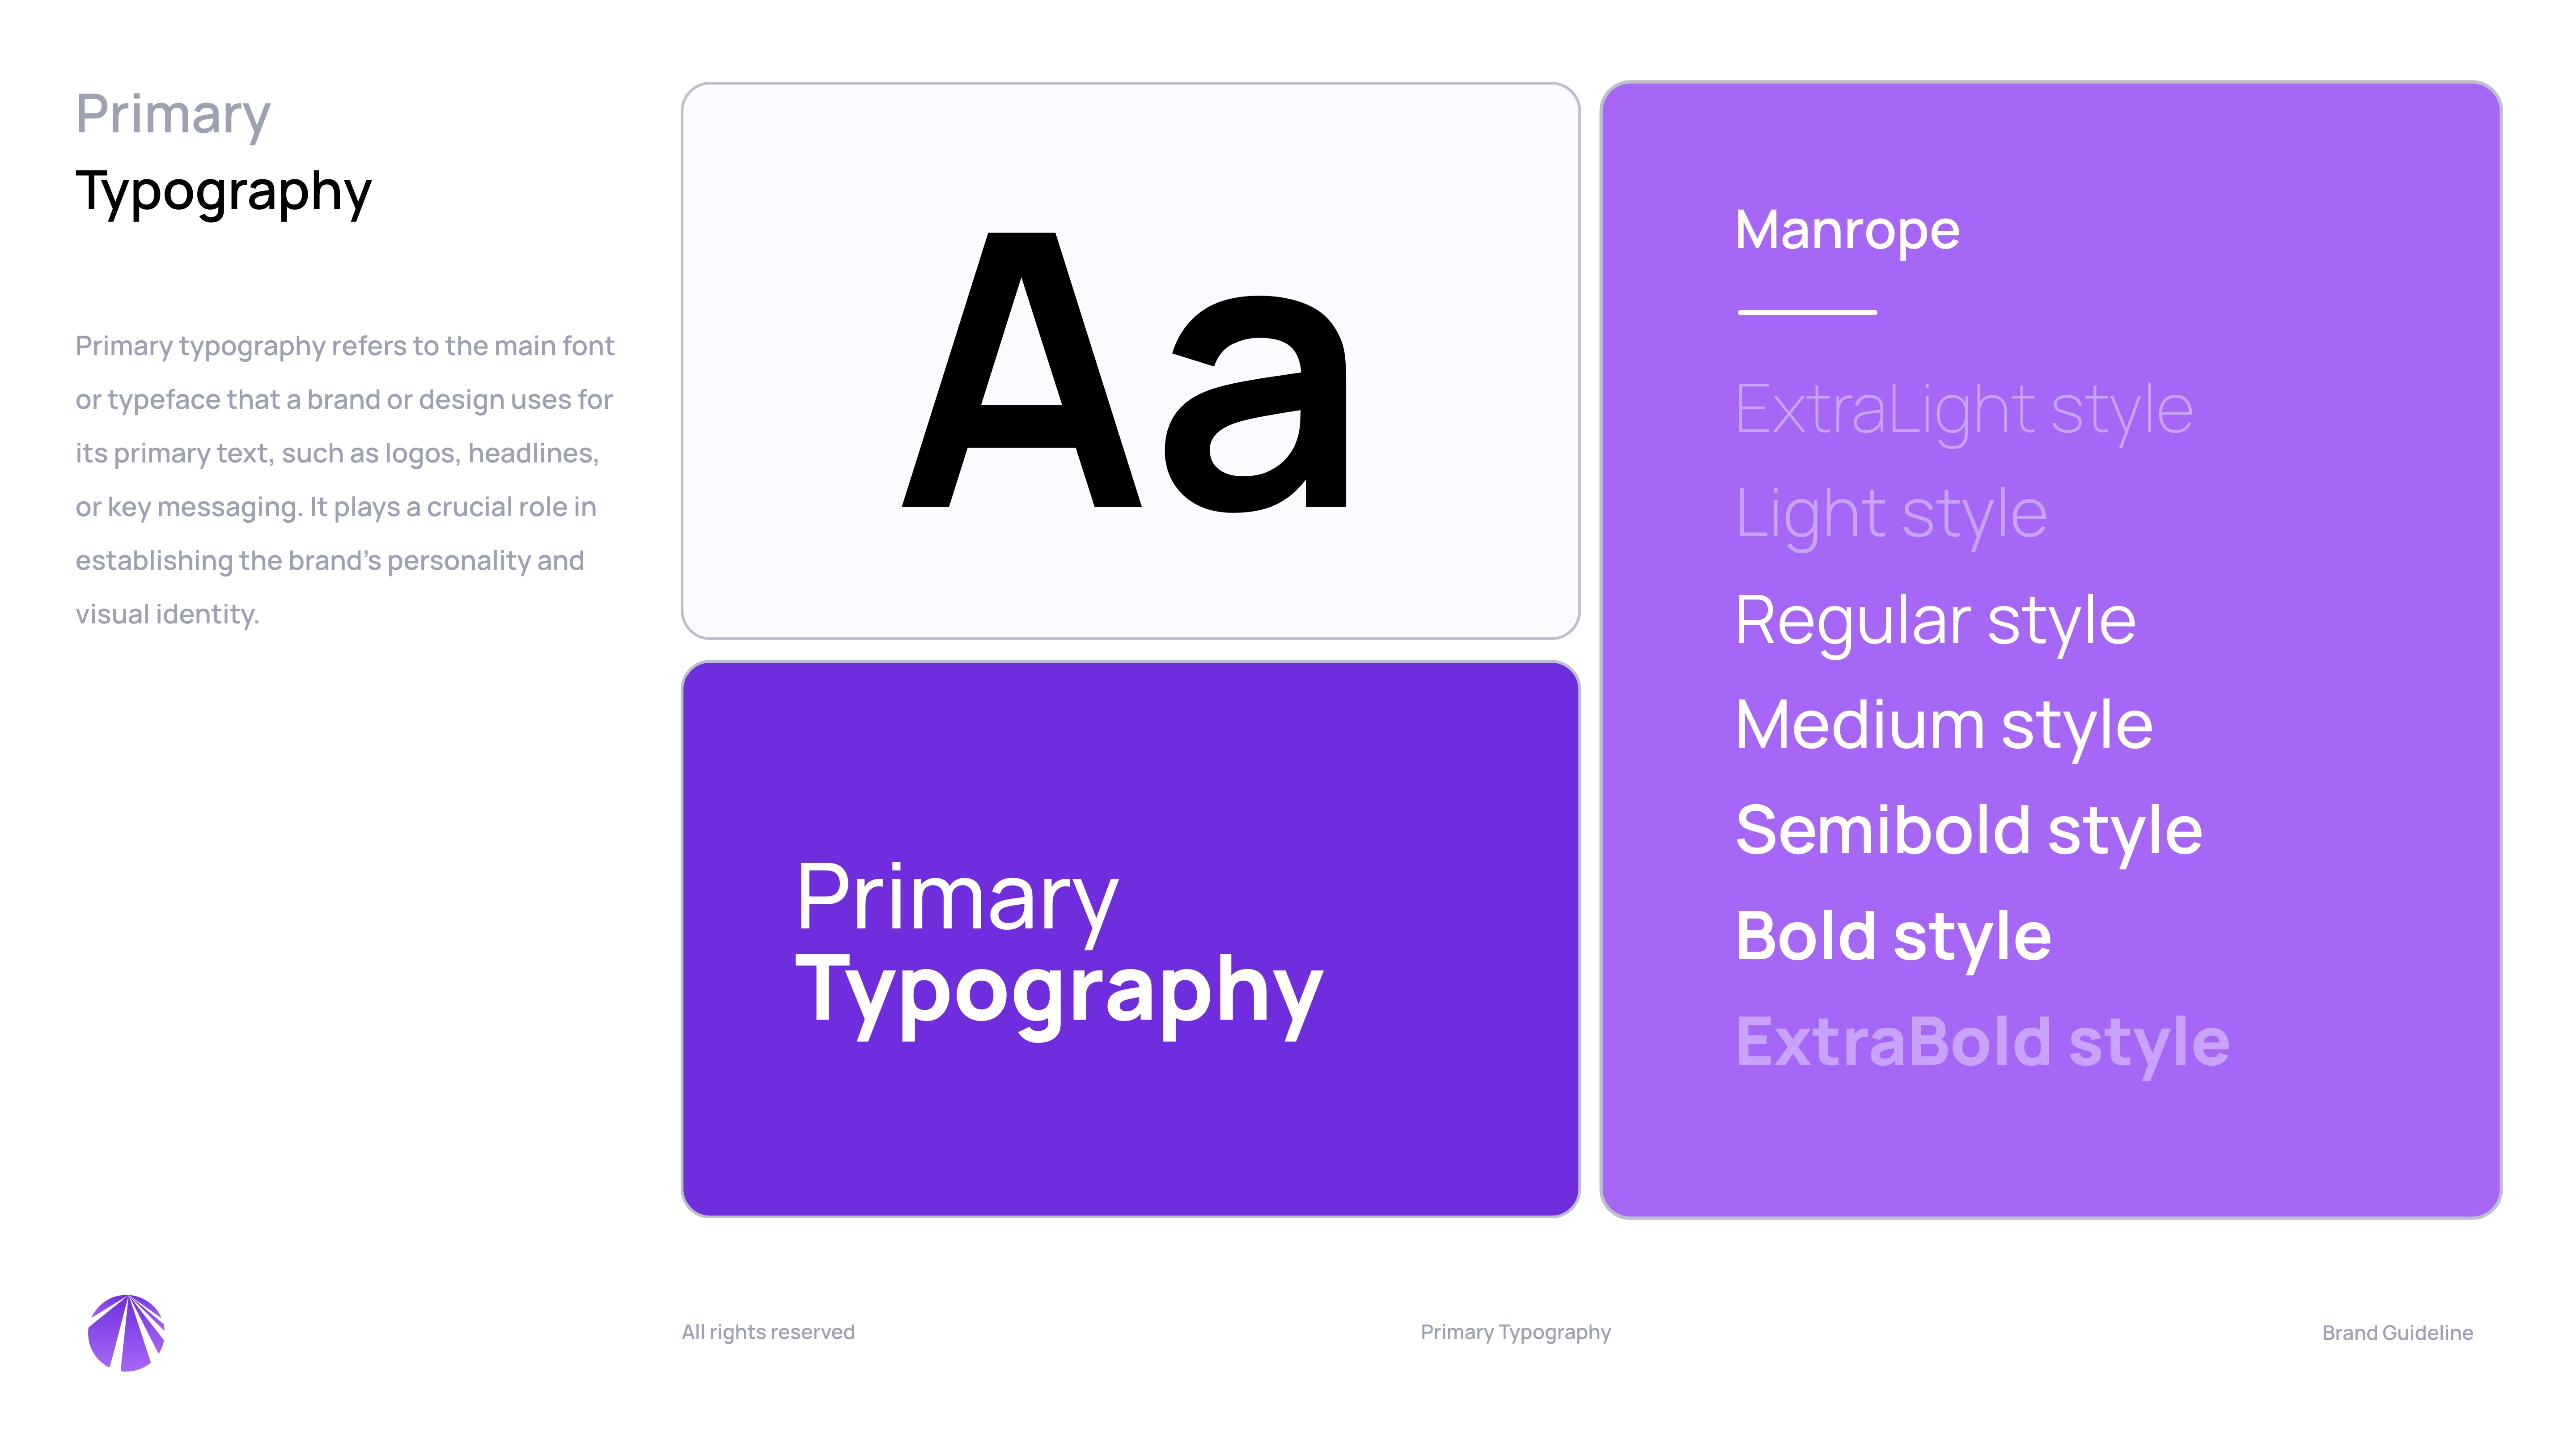 Primary
Typography
Primary typography refers to the main font
or typeface that a brand or design uses for
its primary text, such as logos, headlines,
or key messaging. It plays a crucial role in
establishing the brand’s personality and
visual identity.
Aa
Primary
Typography
Manrope
ExtraLight style
Light style
Regular style
Medium style
Semibold style
Bold style
ExtraBold style
All rights reserved
Primary Typography
Brand Guideline